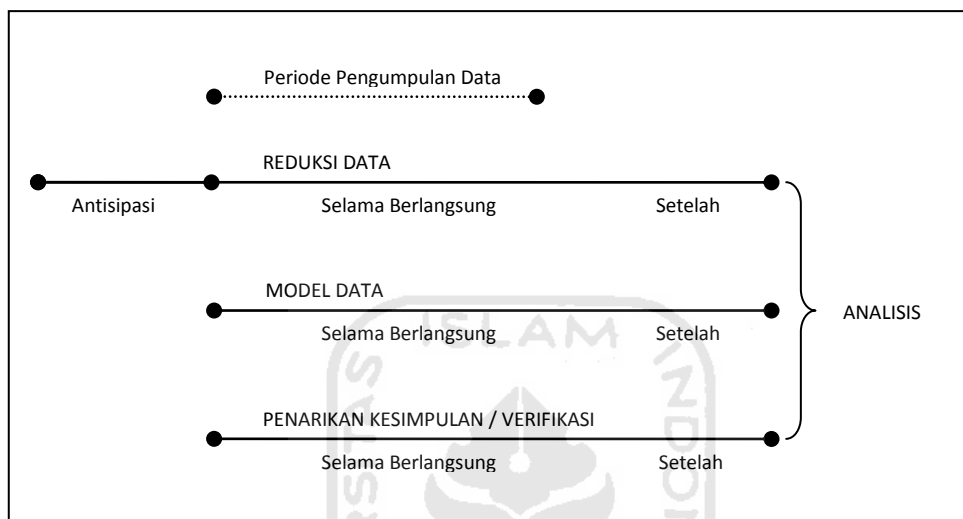 Periode Pengumpulan Data
REDUKSI DATA
Antisipasi Selama Berlangsung Setelah
MODEL DATA
Selama Berlangsung Setelah
ANALISIS
ISLAM
PENARIKAN KESIMPULAN / VERIFIKASI
Selama Berlangsung Setelah